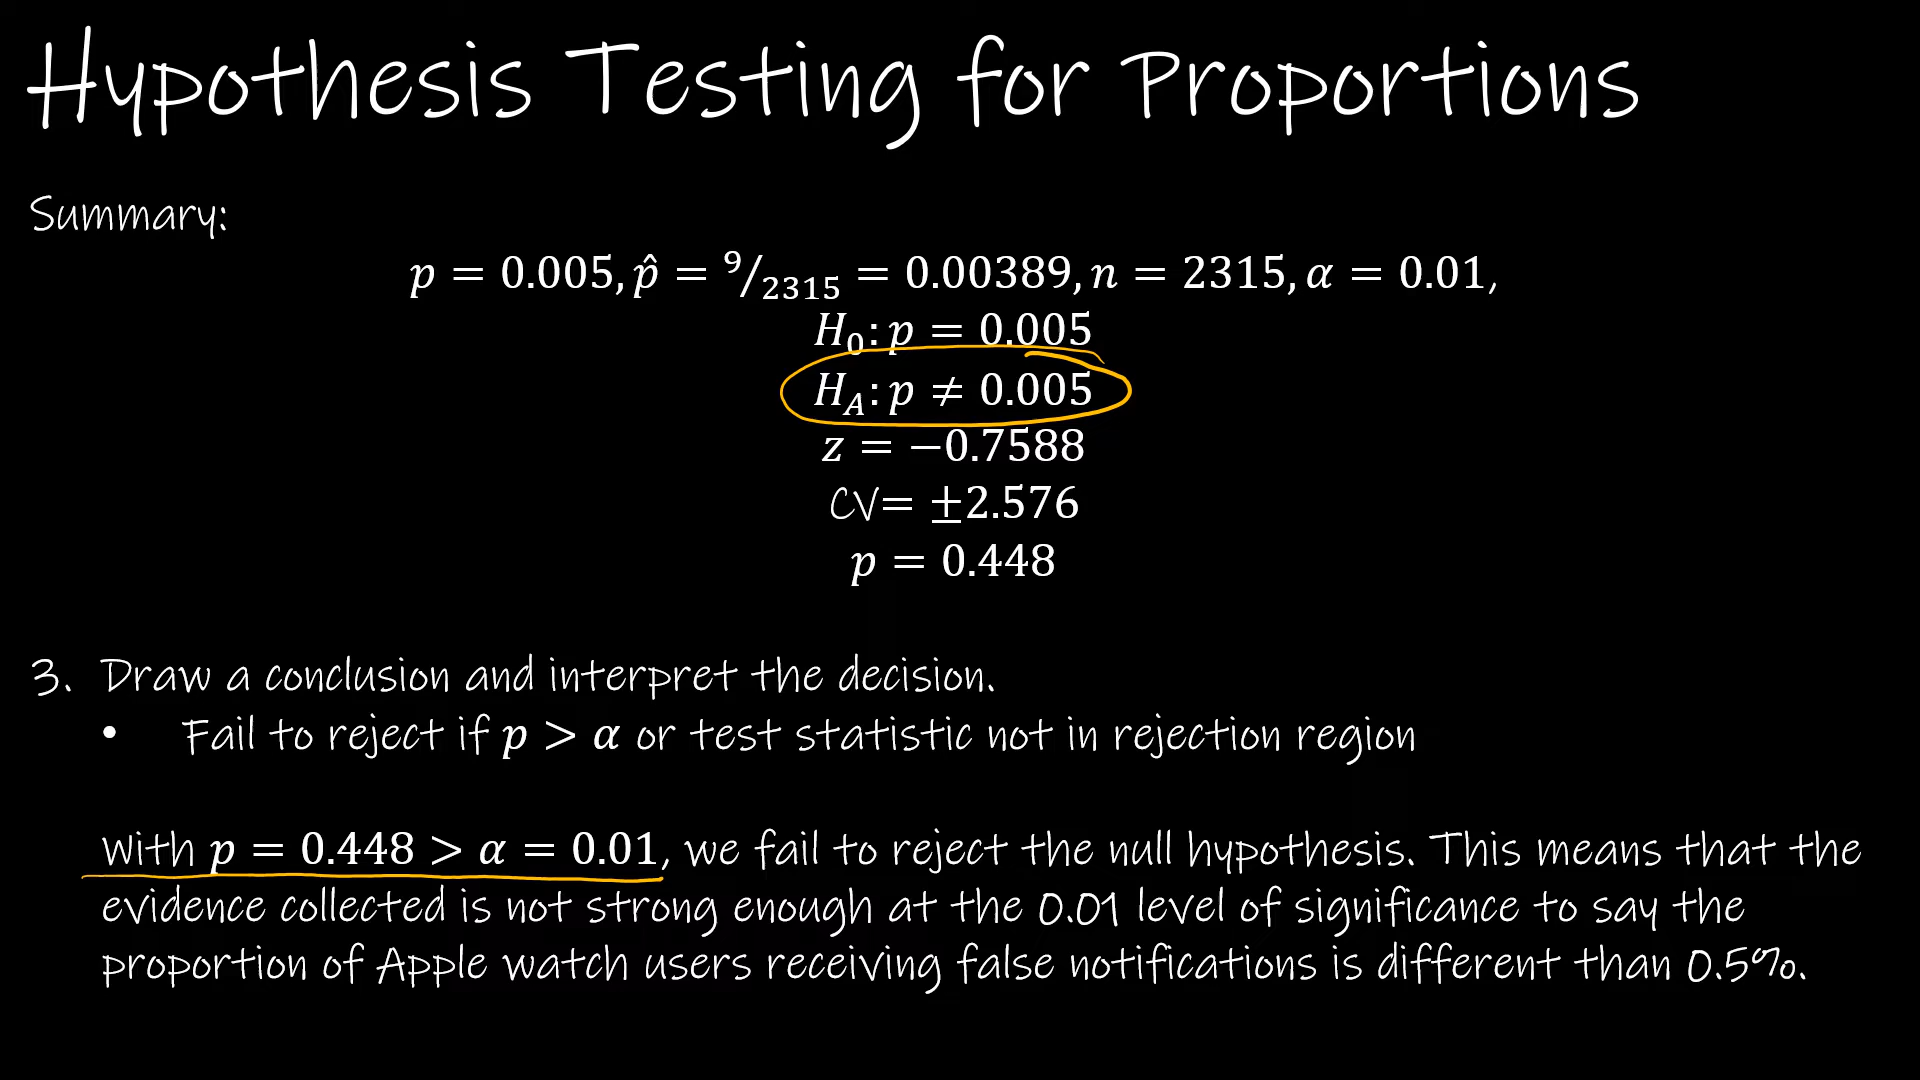 Hypothesis Testing for Proportions
Summary:
p = 0.005, p̂ = 9/2315 = 0.00389, n = 2315, α = 0.01,
H₀: p = 0.005
H_A: p ≠ 0.005
z = −0.7588
CV= ±2.576
p = 0.448
3. Draw a conclusion and interpret the decision.
• Fail to reject if p > α or test statistic not in rejection region
With p = 0.448 > α = 0.01, we fail to reject the null hypothesis. This means that the
evidence collected is not strong enough at the 0.01 level of significance to say the
proportion of Apple watch users receiving false notifications is different than 0.5%.